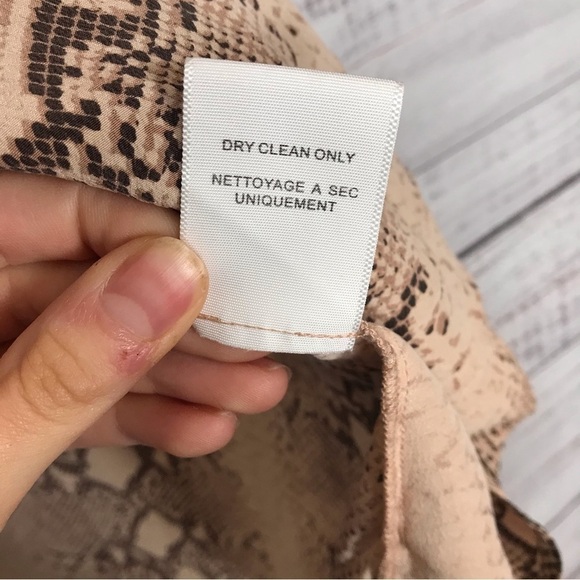 DRY CLEAN ONLY
NETTOYAGE A SEC
UNIQUEMENT